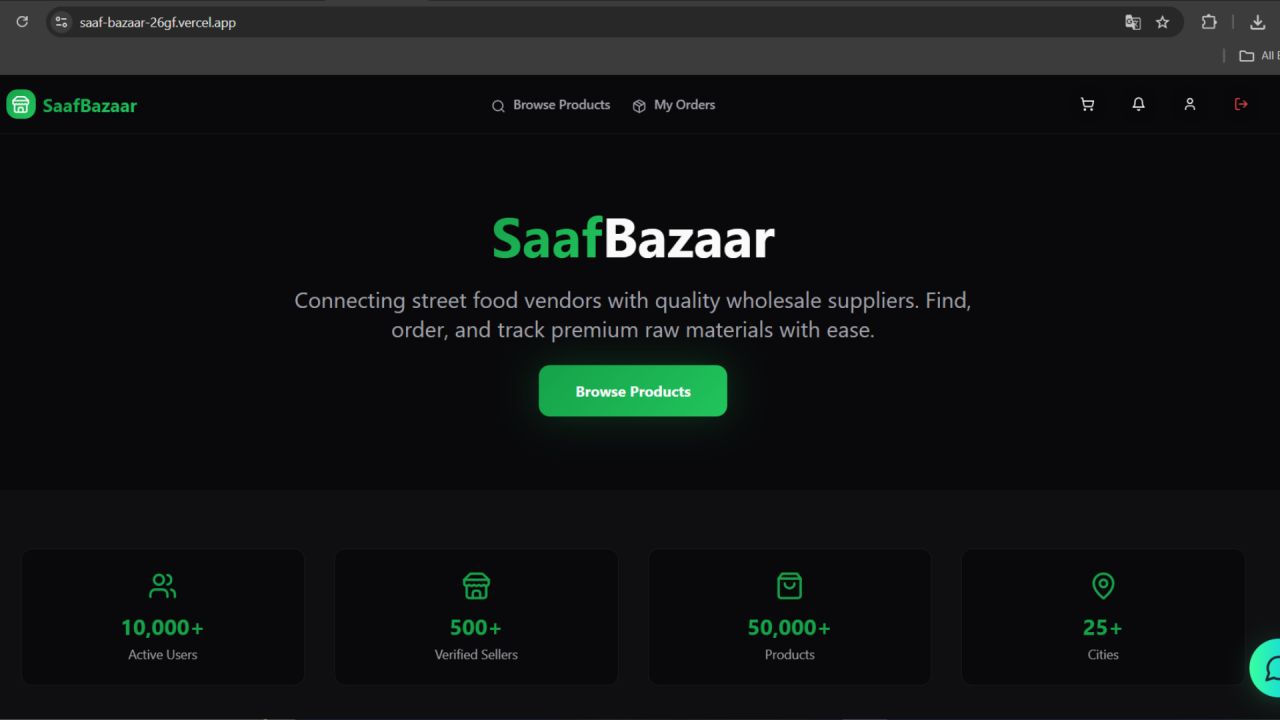 saaf-bazaar-26gf.vercel.app
All
SaafBazaar
Browse Products
My Orders
SaafBazaar
Connecting street food vendors with quality wholesale suppliers. Find,
order, and track premium raw materials with ease.
Browse Products
10,000+
Active Users
500+
Verified Sellers
50,000+
Products
25+
Cities